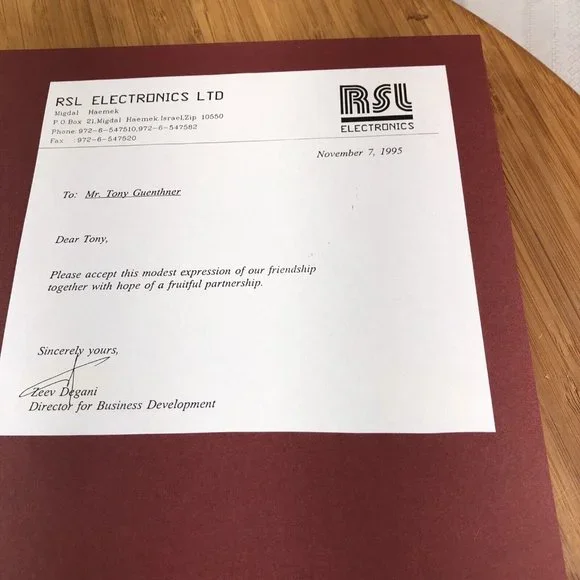 RSL ELECTRONICS LTD
Migdal Haemek
P.O.Box 21, Migdal Haemek, Israel, Zip 10550
Phone: 972-6-547510, 972-6-547582
Fax : 972-6-547520
RSL
ELECTRONICS
November 7, 1995
To: Mr. Tony Guenthner
Dear Tony,
Please accept this modest expression of our friendship
together with hope of a fruitful partnership.
Sincerely yours,
Zeev Degani
Director for Business Development